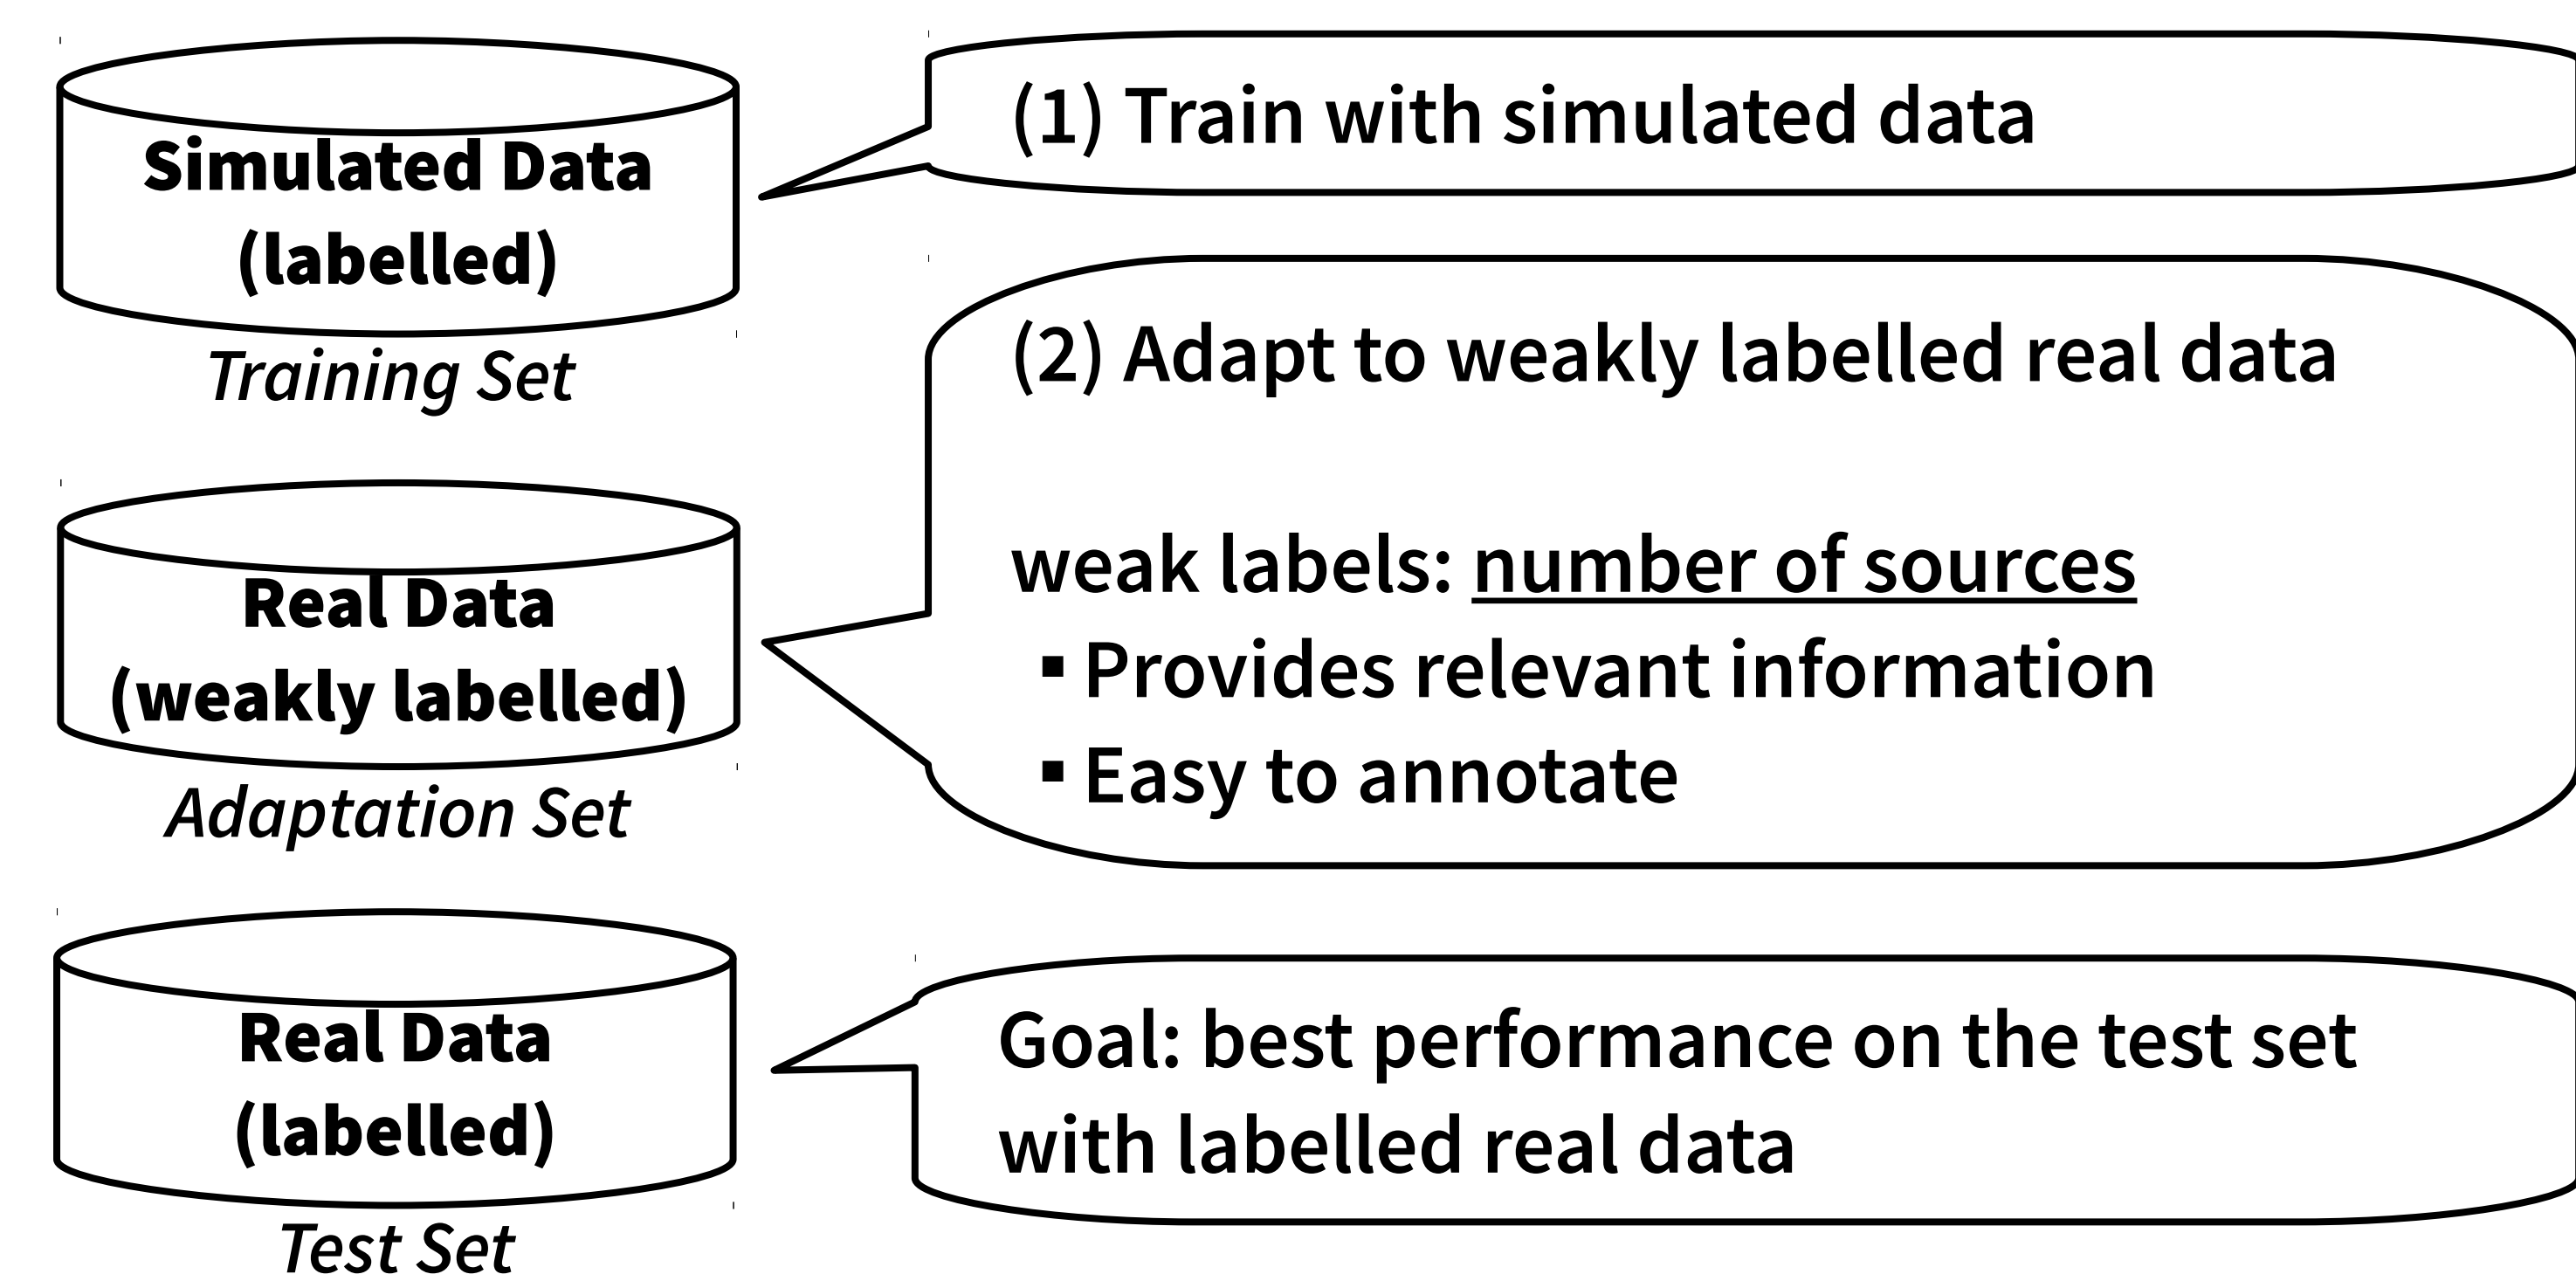 Simulated Data
(labelled)
Training Set
(1) Train with simulated data
Real Data
(weakly labelled)
Adaptation Set
(2) Adapt to weakly labelled real data
weak labels: number of sources
▪ Provides relevant information
▪ Easy to annotate
Real Data
(labelled)
Test Set
Goal: best performance on the test set
with labelled real data